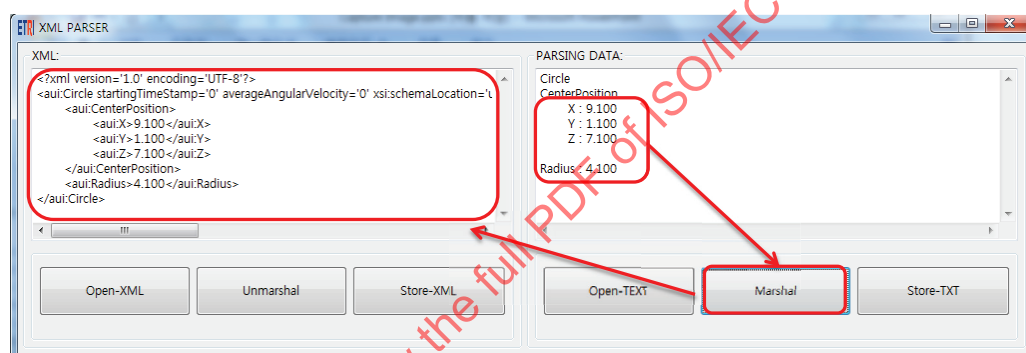 ETRI XML PARSER
XML:
<?xml version='1.0' encoding='UTF-8'?>
<aui:Circle startingTimeStamp='0' averageAngularVelocity='0' xsi:schemaLocation='u
<aui:CenterPosition>
<aui:X>9.100</aui:X>
<aui:Y>1.100</aui:Y>
<aui:Z>7.100</aui:Z>
</aui:CenterPosition>
<aui:Radius>4.100</aui:Radius>
</aui:Circle>
PARSING DATA:
Circle
CenterPosition
X : 9.100
Y : 1.100
Z : 7.100
Radius : 4.100
Open-XML
Unmarshal
Store-XML
Open-TEXT
Marshal
Store-TXT
the full PDF of ISO/IEC